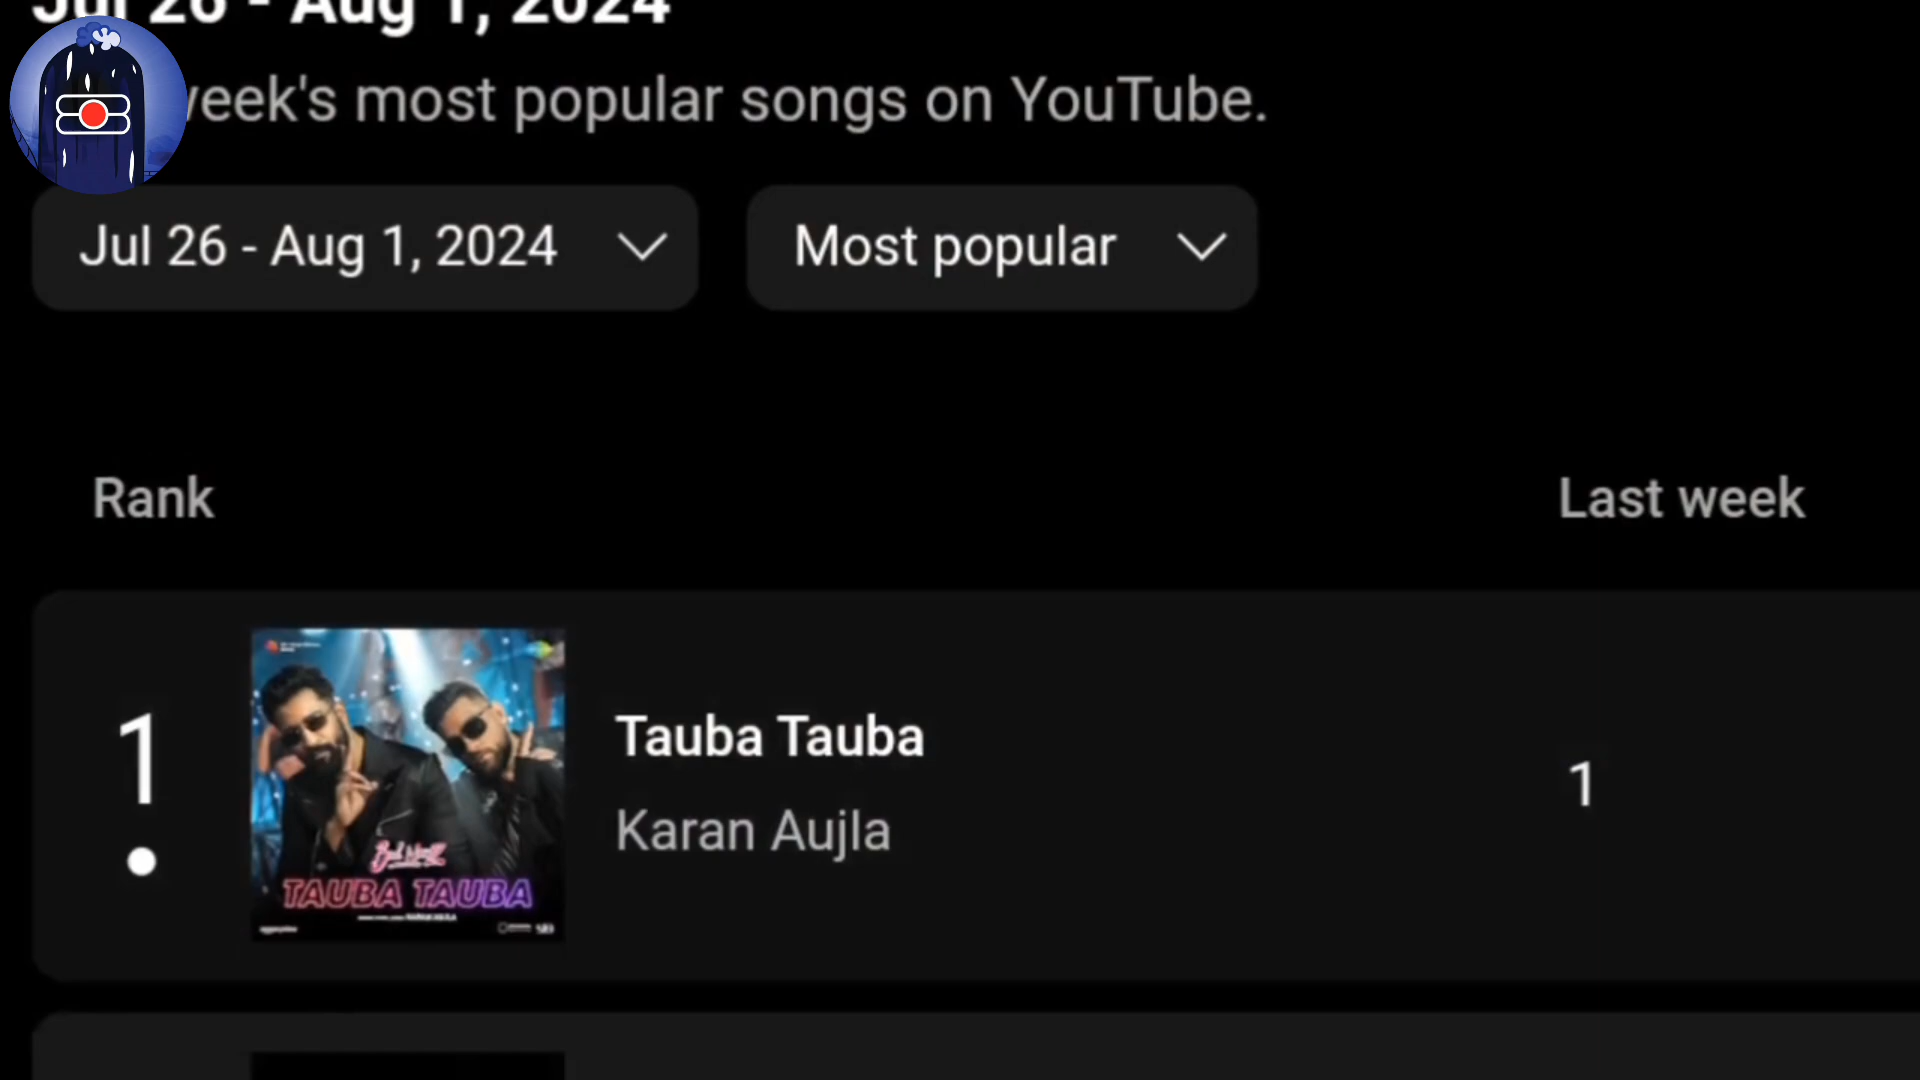 Jul 26 - Aug 1, 2024
week's most popular songs on YouTube.
Jul 26 - Aug 1, 2024
Most popular
Rank
Last week
1
Tauba Tauba
Karan Aujla
1
TAUBA TAUBA